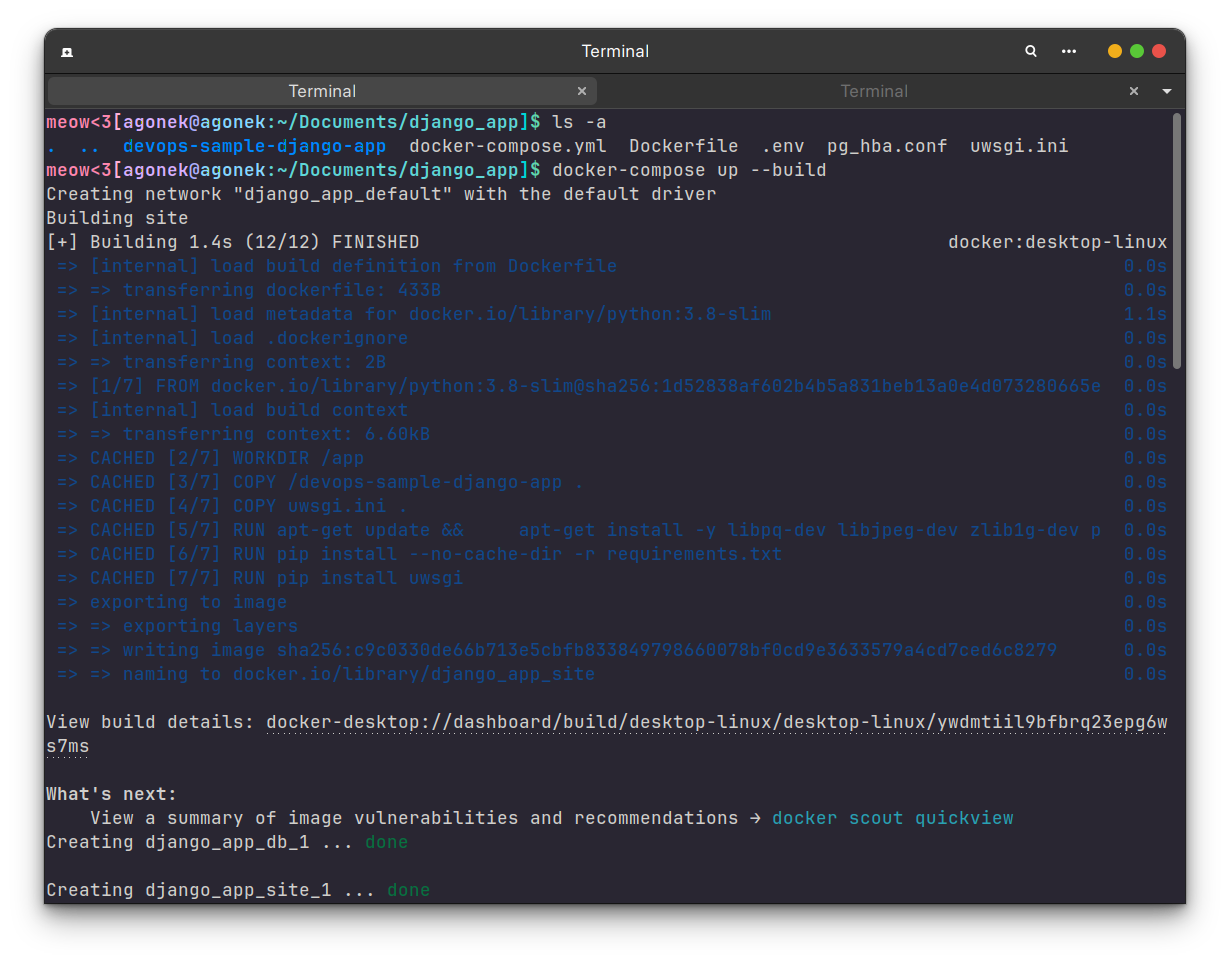 Terminal
Terminal Terminal
meow<3[agonek@agonek:~/Documents/django_app]$ ls -a
. .. devops-sample-django-app docker-compose.yml Dockerfile .env pg_hba.conf uwsgi.ini
meow<3[agonek@agonek:~/Documents/django_app]$ docker-compose up --build
Creating network "django_app_default" with the default driver
Building site
[+] Building 1.4s (12/12) FINISHED docker:desktop-linux
=> [internal] load build definition from Dockerfile 0.0s
=> => transferring dockerfile: 433B 0.0s
=> [internal] load metadata for docker.io/library/python:3.8-slim 1.1s
=> [internal] load .dockerignore 0.0s
=> => transferring context: 2B 0.0s
=> [1/7] FROM docker.io/library/python:3.8-slim@sha256:1d52838af602b4b5a831beb13a0e4d073280665e 0.0s
=> [internal] load build context 0.0s
=> => transferring context: 6.60kB 0.0s
=> CACHED [2/7] WORKDIR /app 0.0s
=> CACHED [3/7] COPY /devops-sample-django-app . 0.0s
=> CACHED [4/7] COPY uwsgi.ini . 0.0s
=> CACHED [5/7] RUN apt-get update && apt-get install -y libpq-dev libjpeg-dev zlib1g-dev p 0.0s
=> CACHED [6/7] RUN pip install --no-cache-dir -r requirements.txt 0.0s
=> CACHED [7/7] RUN pip install uwsgi 0.0s
=> exporting to image 0.0s
=> => exporting layers 0.0s
=> => writing image sha256:c9c0330de66b713e5cbfb833849798660078bf0cd9e3633579a4cd7ced6c8279 0.0s
=> => naming to docker.io/library/django_app_site 0.0s
View build details: docker-desktop://dashboard/build/desktop-linux/desktop-linux/ywdmtiil9bfbrq23epg6w
s7ms
What's next:
View a summary of image vulnerabilities and recommendations → docker scout quickview
Creating django_app_db_1 ... done
Creating django_app_site_1 ... done